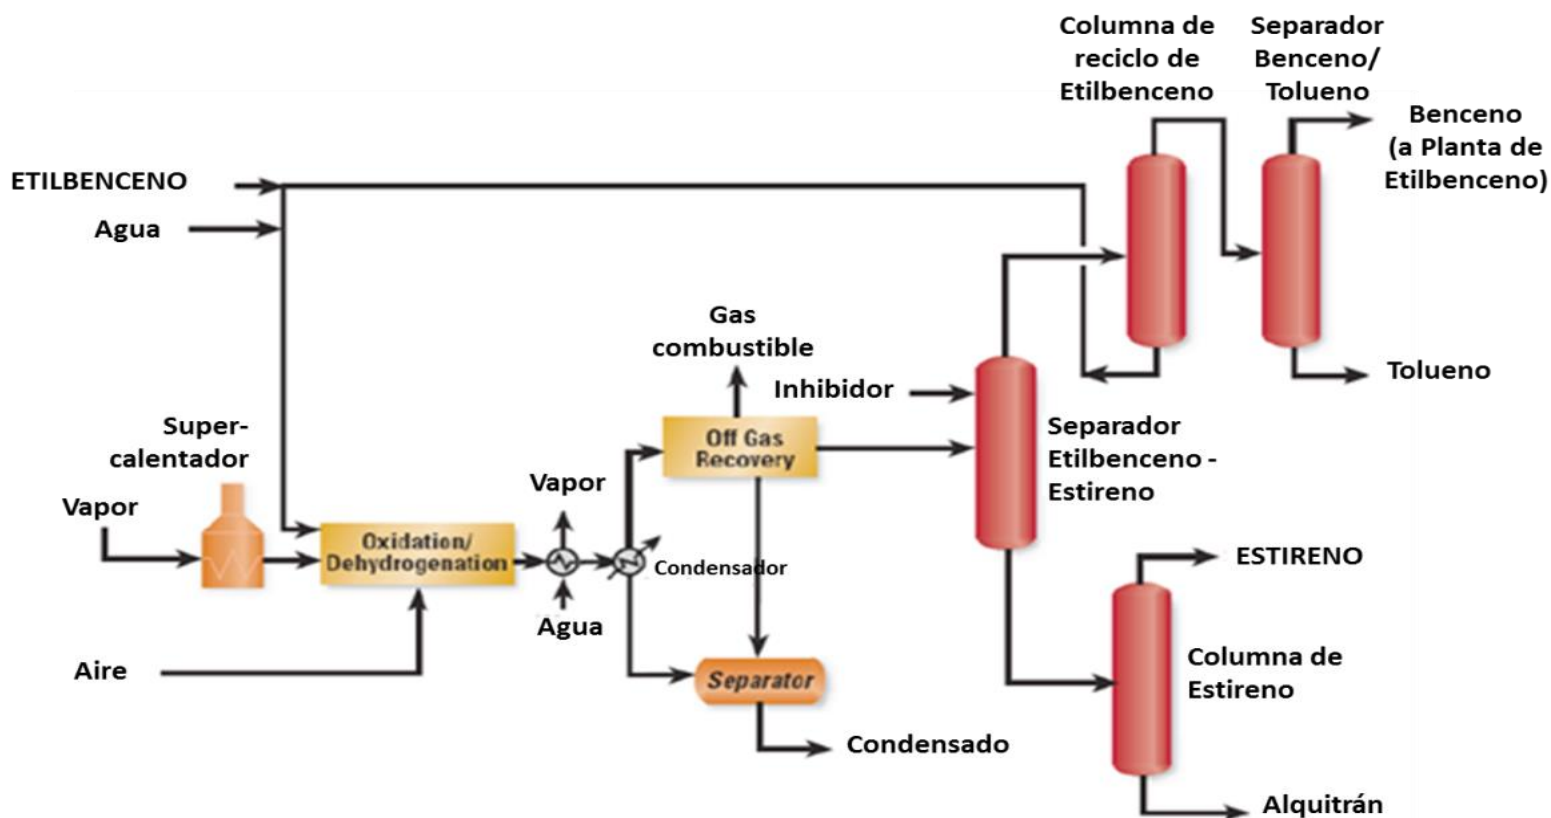 Columna de
reciclo de
Etilbenceno
Separador
Benceno/
Tolueno
Benceno
(a Planta de
Etilbenceno)
ETILBENCENO
Agua
Gas
combustible
Inhibidor
Tolueno
Super-
calentador
Off Gas
Recovery
Separador
Etilbenceno -
Estireno
Vapor
Vapor
Oxidation/
Dehydrogenation
Condensador
ESTIRENO
Agua
Aire
Separator
Columna de
Estireno
Condensado
Alquitrán